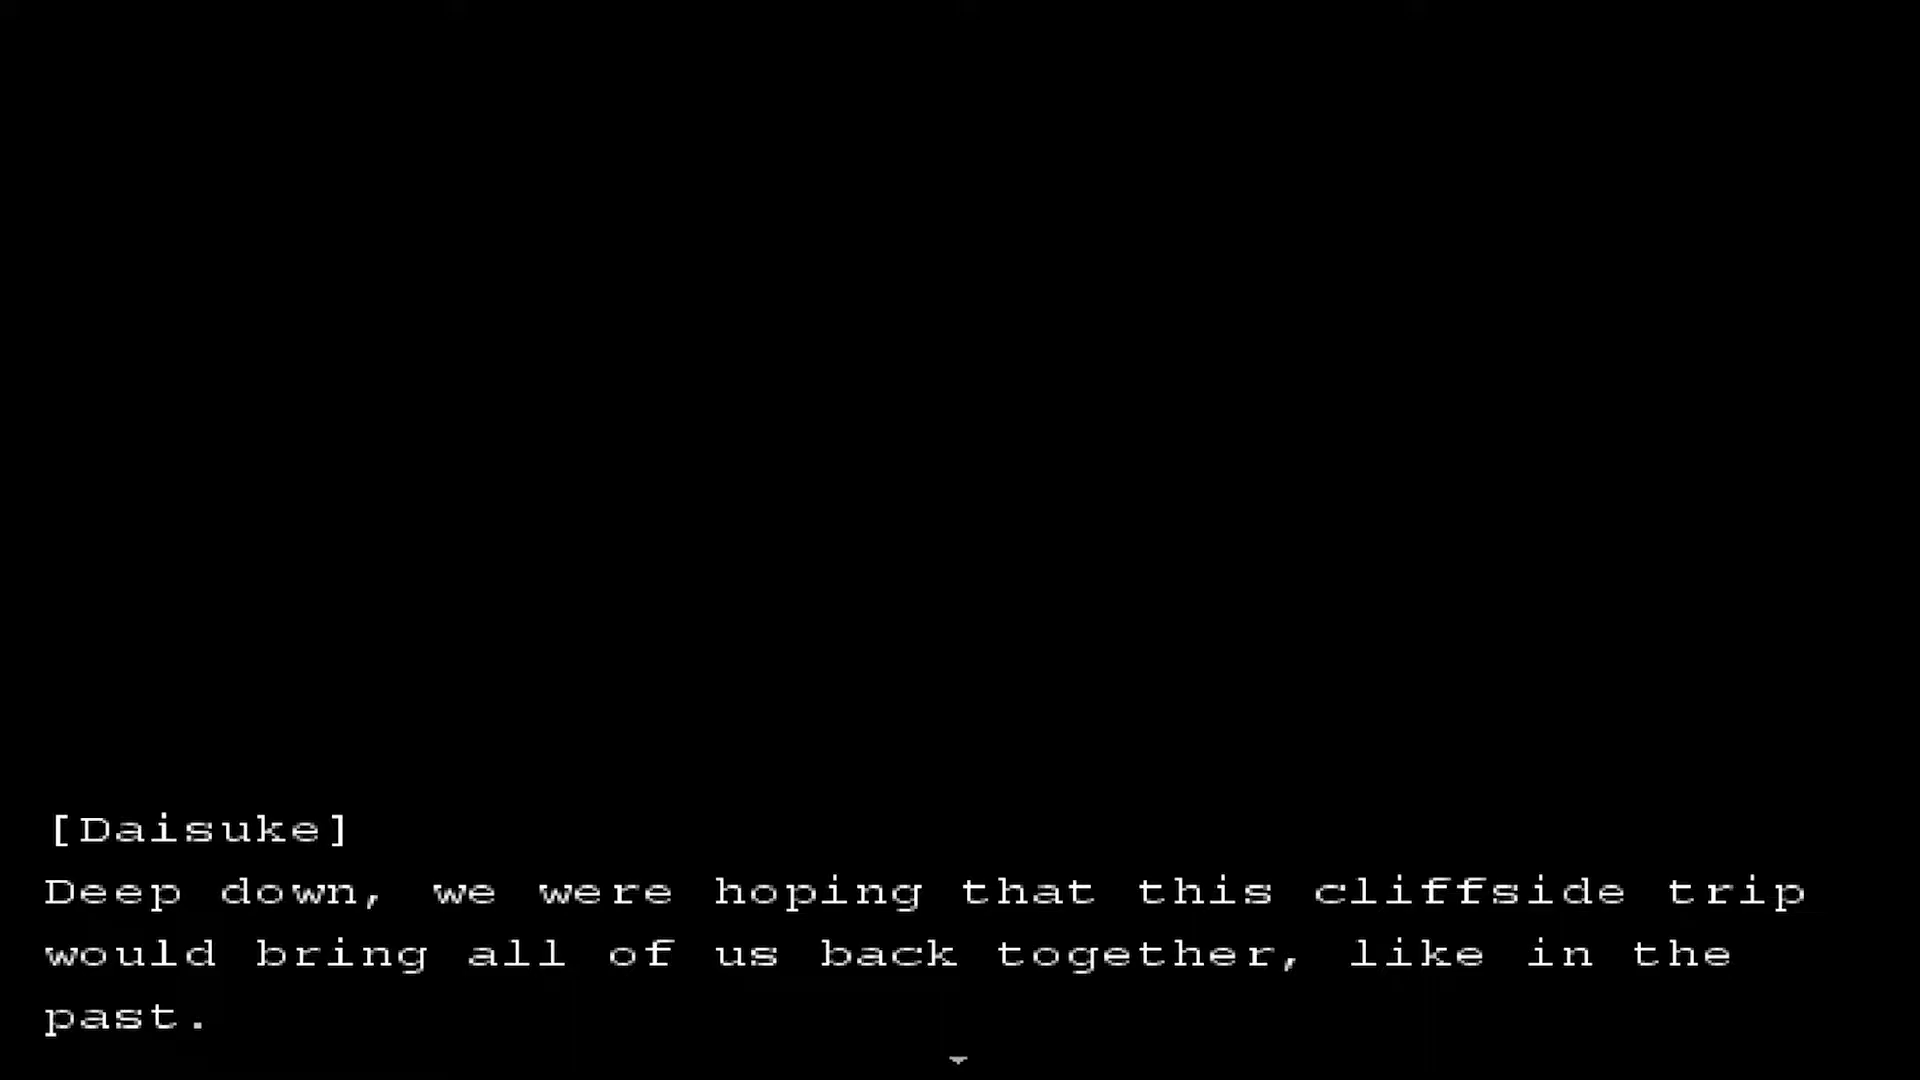 [Daisuke]
Deep down, we were hoping that this cliffside trip
would bring all of us back together, like in the
past.